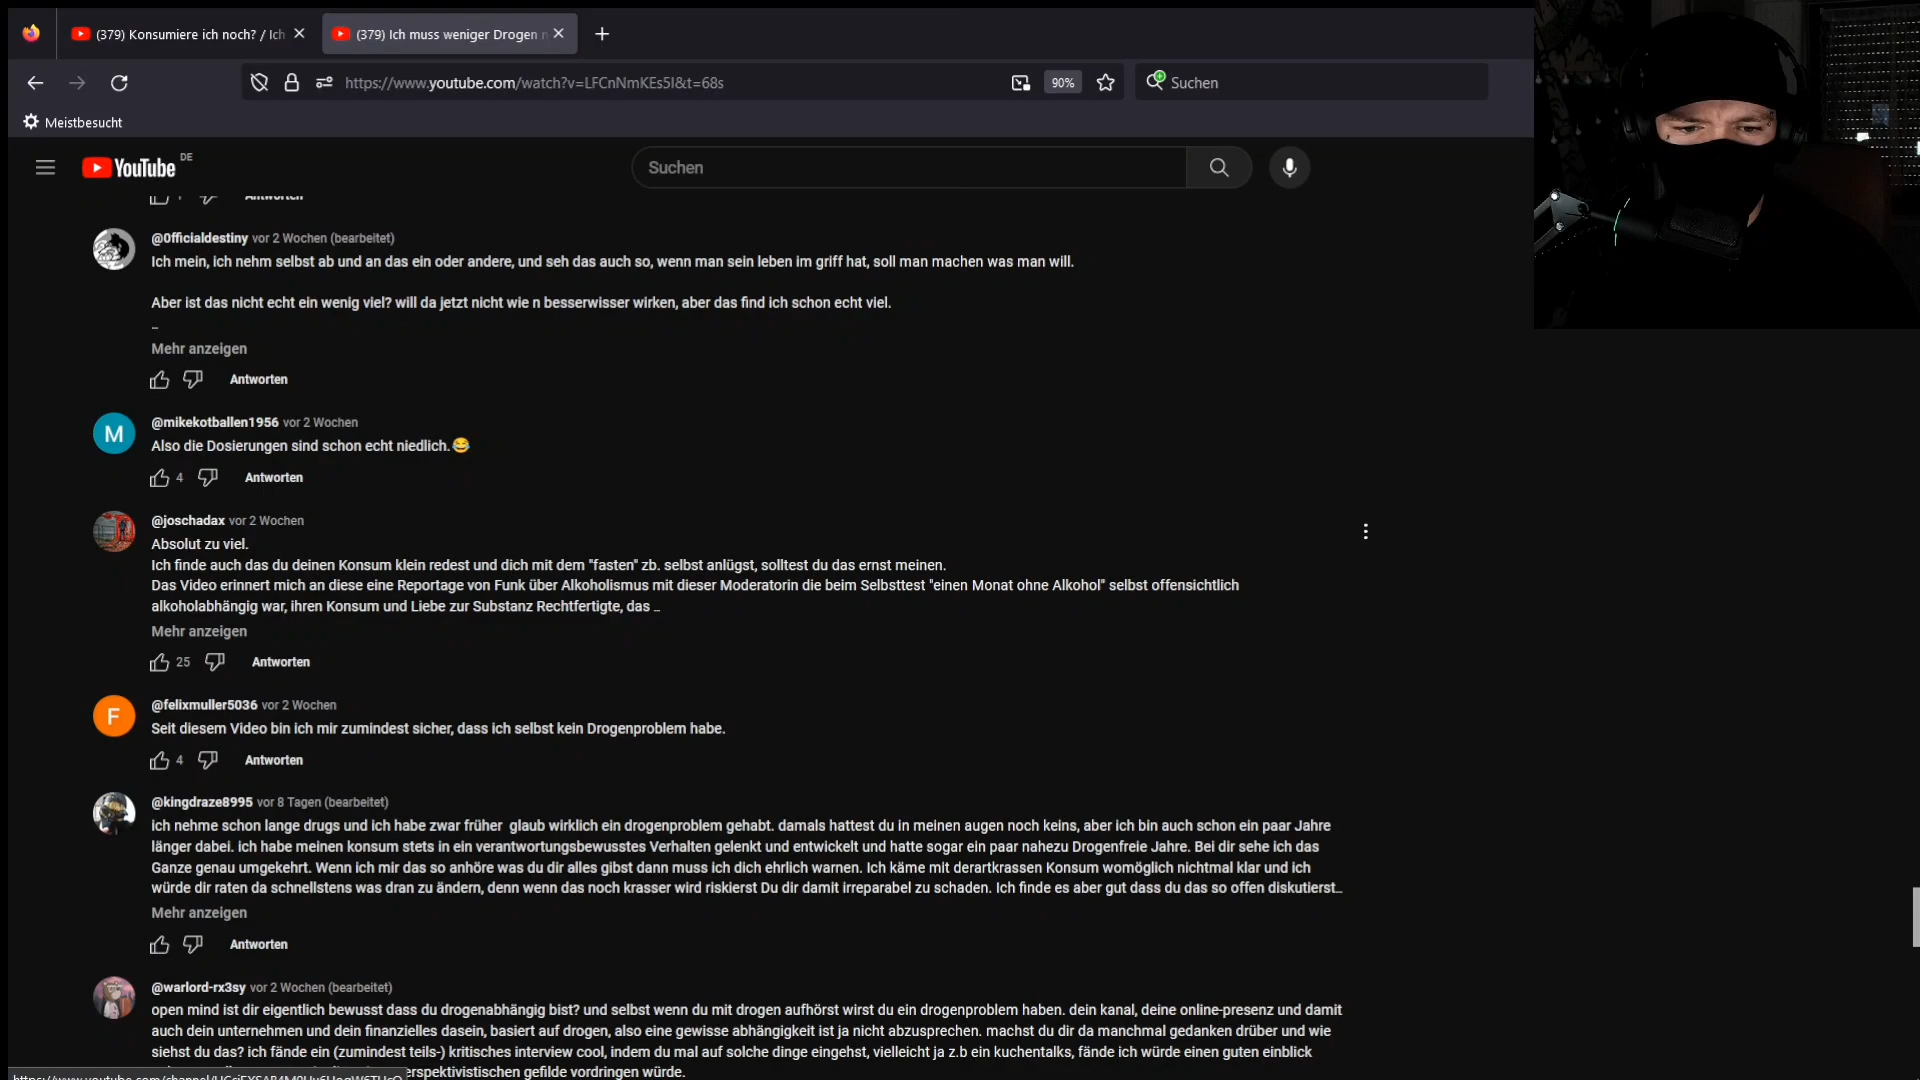 (379) Konsumiere ich noch? / Ich
(379) Ich muss weniger Drogen n
https://www.youtube.com/watch?v=LFCnNmKEs5I&t=68s
90%
Suchen
Meistbesucht
YouTube DE
Suchen
Antworten
@0fficialdestiny vor 2 Wochen (bearbeitet)
Ich mein, ich nehm selbst ab und an das ein oder andere, und seh das auch so, wenn man sein leben im griff hat, soll man machen was man will.
Aber ist das nicht echt ein wenig viel? will da jetzt nicht wie n besserwisser wirken, aber das find ich schon echt viel.
...
Mehr anzeigen
Antworten
M
@mikekotballen1956 vor 2 Wochen
Also die Dosierungen sind schon echt niedlich.😂
4 Antworten
@joschadax vor 2 Wochen
Absolut zu viel.
Ich finde auch das du deinen Konsum klein redest und dich mit dem "fasten" zb. selbst anlügst, solltest du das ernst meinen.
Das Video erinnert mich an diese eine Reportage von Funk über Alkoholismus mit dieser Moderatorin die beim Selbsttest "einen Monat ohne Alkohol" selbst offensichtlich
alkoholabhängig war, ihren Konsum und Liebe zur Substanz Rechtfertigte, das ...
Mehr anzeigen
25 Antworten
F
@felixmuller5036 vor 2 Wochen
Seit diesem Video bin ich mir zumindest sicher, dass ich selbst kein Drogenproblem habe.
4 Antworten
@kingdraze8995 vor 8 Tagen (bearbeitet)
ich nehme schon lange drugs und ich habe zwar früher glaub wirklich ein drogenproblem gehabt. damals hattest du in meinen augen noch keins, aber ich bin auch schon ein paar Jahre
länger dabei. ich habe meinen konsum stets in ein verantwortungsbewusstes Verhalten gelenkt und entwickelt und hatte sogar ein paar nahezu Drogenfreie Jahre. Bei dir sehe ich das
Ganze genau umgekehrt. Wenn ich mir das so anhöre was du dir alles gibst dann muss ich dich ehrlich warnen. Ich käme mit derartkrassen Konsum womöglich nichtmal klar und ich
würde dir raten da schnellstens was dran zu ändern, denn wenn das noch krasser wird riskierst Du dir damit irreparabel zu schaden. Ich finde es aber gut dass du das so offen diskutierst...
Mehr anzeigen
Antworten
@warlord-rx3sy vor 2 Wochen (bearbeitet)
open mind ist dir eigentlich bewusst dass du drogenabhängig bist? und selbst wenn du mit drogen aufhörst wirst du ein drogenproblem haben. dein kanal, deine online-presenz und damit
auch dein unternehmen und dein finanzielles dasein, basiert auf drogen, also eine gewisse abhängigkeit ist ja nicht abzusprechen. machst du dir da manchmal gedanken drüber und wie
siehst du das? ich fände ein (zumindest teils-) kritisches interview cool, indem du mal auf solche dinge eingehst, vielleicht ja z.b ein kuchentalks, fände ich würde einen guten einblick
erspektivistischen gefilde vordringen würde.